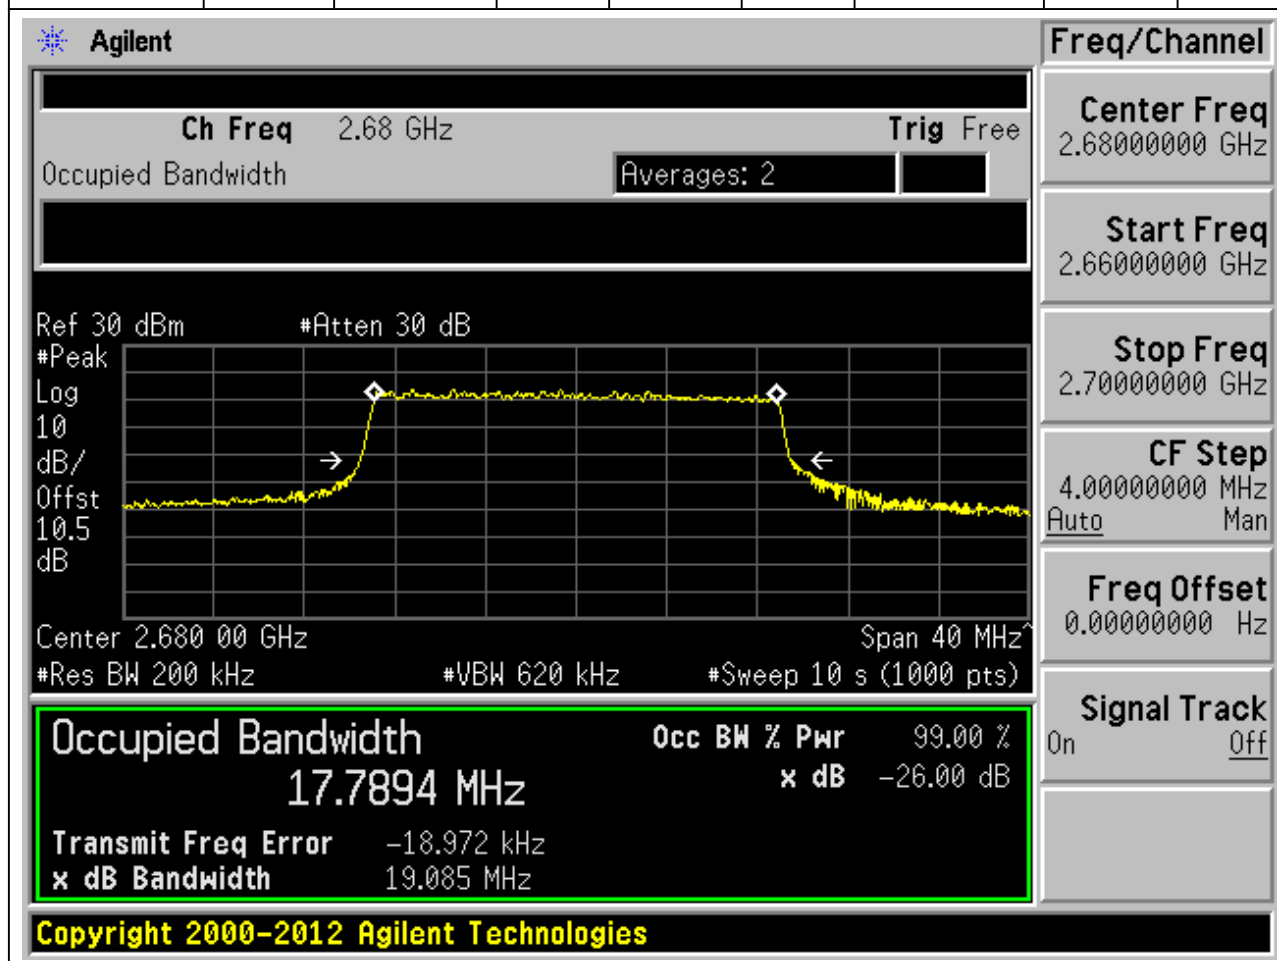 Agilent
Freq/Channel
Ch Freq 2.68 GHz Trig Free
Occupied Bandwidth Averages: 2
Center Freq
2.68000000 GHz
Start Freq
2.66000000 GHz
Stop Freq
2.70000000 GHz
CF Step
4.00000000 MHz
Auto Man
Freq Offset
0.00000000 Hz
Signal Track
On Off
Ref 30 dBm #Atten 30 dB
#Peak
Log
10
dB/
Offst
10.5
dB
Center 2.680 00 GHz Span 40 MHz^
#Res BW 200 kHz #VBW 620 kHz #Sweep 10 s (1000 pts)
Occupied Bandwidth Occ BW % Pwr 99.00 %
17.7894 MHz x dB -26.00 dB
Transmit Freq Error -18.972 kHz
x dB Bandwidth 19.085 MHz
Copyright 2000-2012 Agilent Technologies